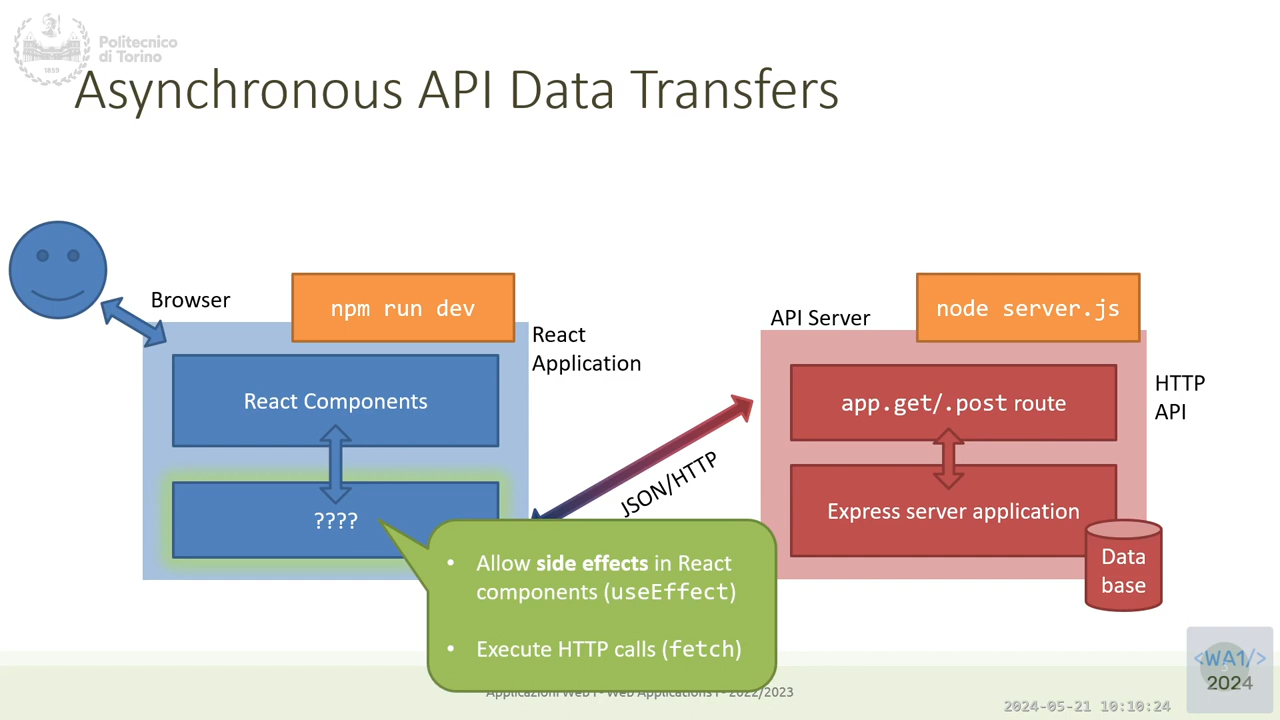 Politecnico
di Torino
1859
Asynchronous API Data Transfers
Browser
npm run dev
React
Application
React Components
????
JSON/HTTP
API Server
node server.js
HTTP
API
app.get/.post route
Express server application
Data
base
• Allow side effects in React
components (useEffect)
• Execute HTTP calls (fetch)
Applicazioni Web I - Web Applications I - 2022/2023
2024-05-21 10:10:24
<WA1/>
2024